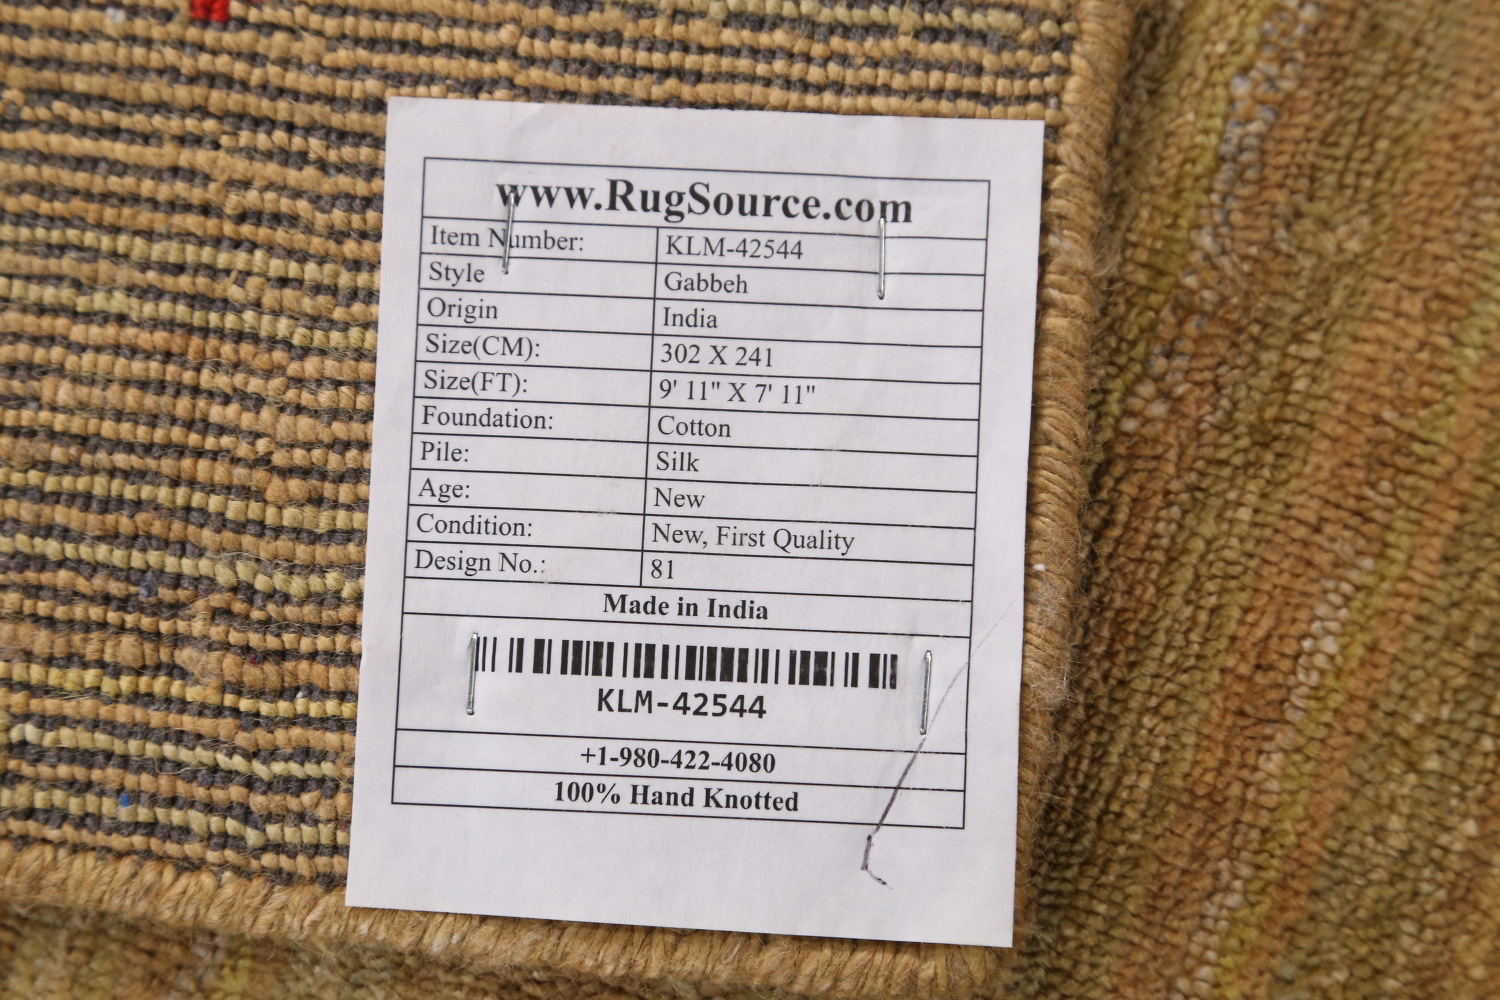 www.RugSource.com
Item Number: KLM-42544
Style Gabbeh
Origin India
Size(CM): 302 X 241
Size(FT): 9' 11" X 7' 11"
Foundation: Cotton
Pile: Silk
Age: New
Condition: New, First Quality
Design No.: 81
Made in India
KLM-42544
+1-980-422-4080
100% Hand Knotted